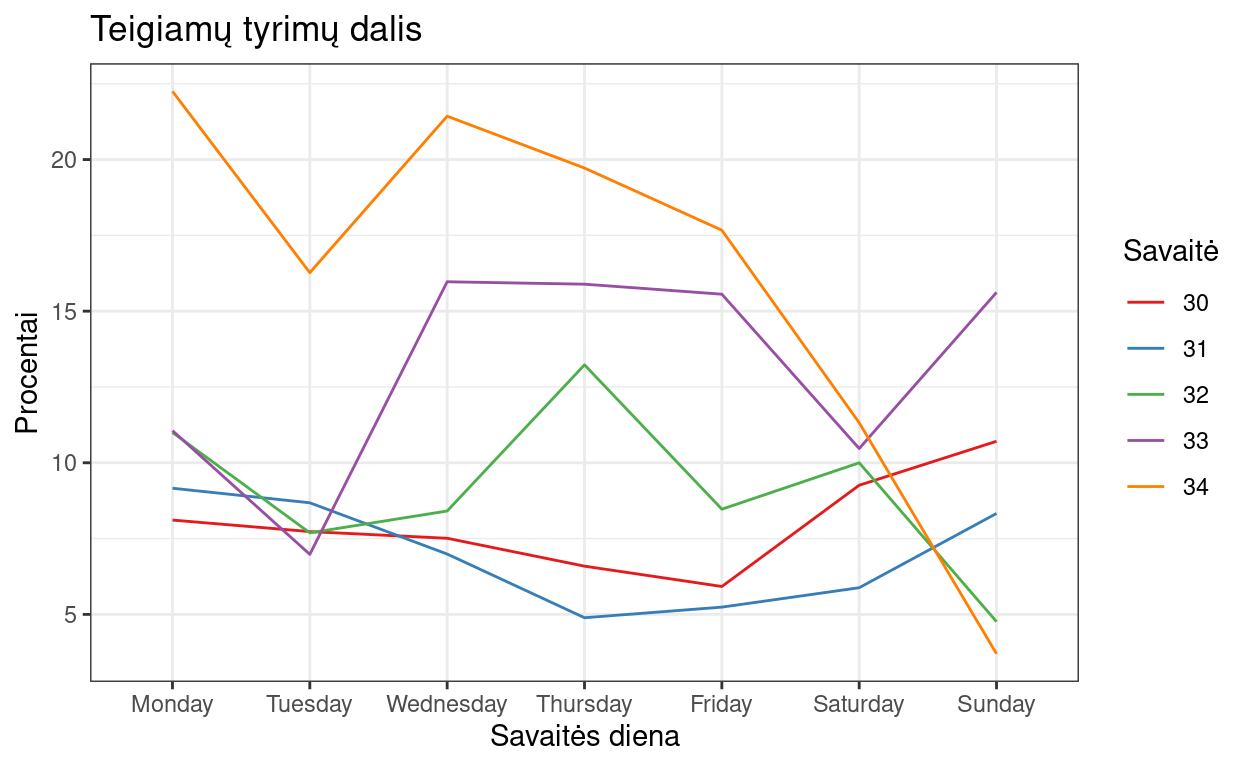 Teigiamų tyrimų dalis
Procentai
20
15
10
5
Monday Tuesday Wednesday Thursday Friday Saturday Sunday
Savaitės diena
Savaitė
30
31
32
33
34